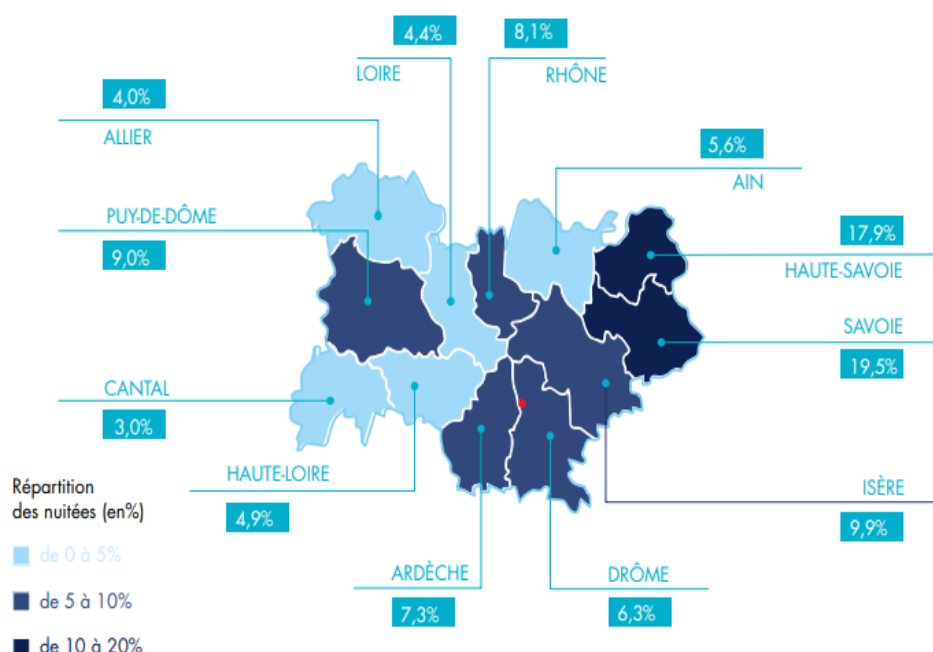 4,4%
LOIRE
8,1%
RHÔNE
4,0%
ALLIER
5,6%
AIN
PUY-DE-DÔME
9,0%
17,9%
HAUTE-SAVOIE
SAVOIE
19,5%
CANTAL
3,0%
HAUTE-LOIRE
4,9%
ISÈRE
9,9%
ARDÈCHE
7,3%
DRÔME
6,3%
Répartition
des nuitées (en%)
de 0 à 5%
de 5 à 10%
de 10 à 20%